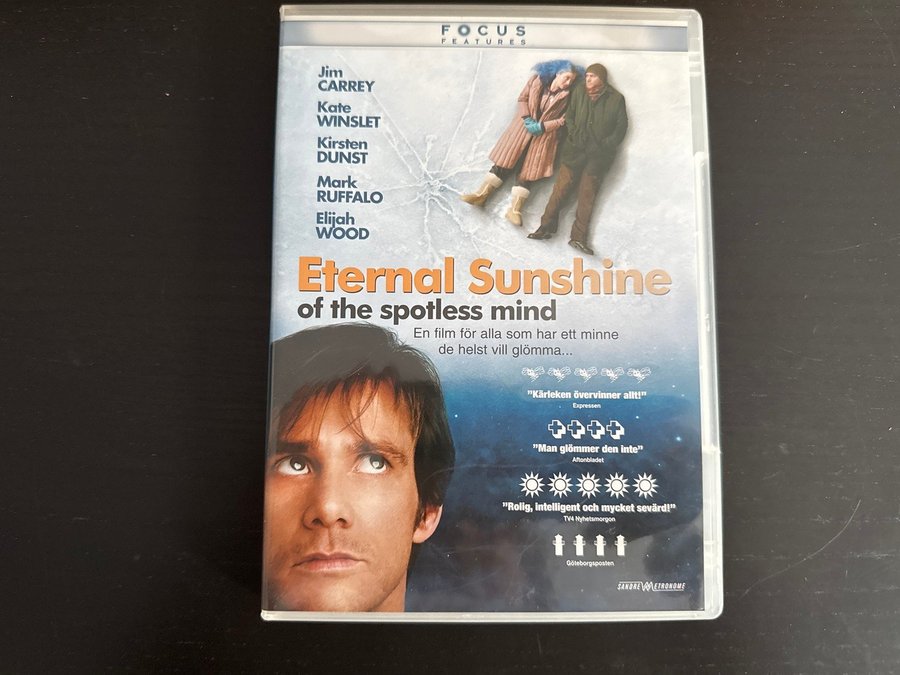 FOCUS
FEATURES
Jim
CARREY
Kate
WINSLET
Kirsten
DUNST
Mark
RUFFALO
Elijah
WOOD
Eternal Sunshine
of the spotless mind
En film för alla som har ett minne
de helst vill glömma...
"Kärleken övervinner allt!"
Expressen
"Man glömmer den inte"
Aftonbladet
"Rolig, intelligent och mycket sevärd!"
TV4 Nyhetsmorgon
Göteborgsposten
SANDREW METRONOME